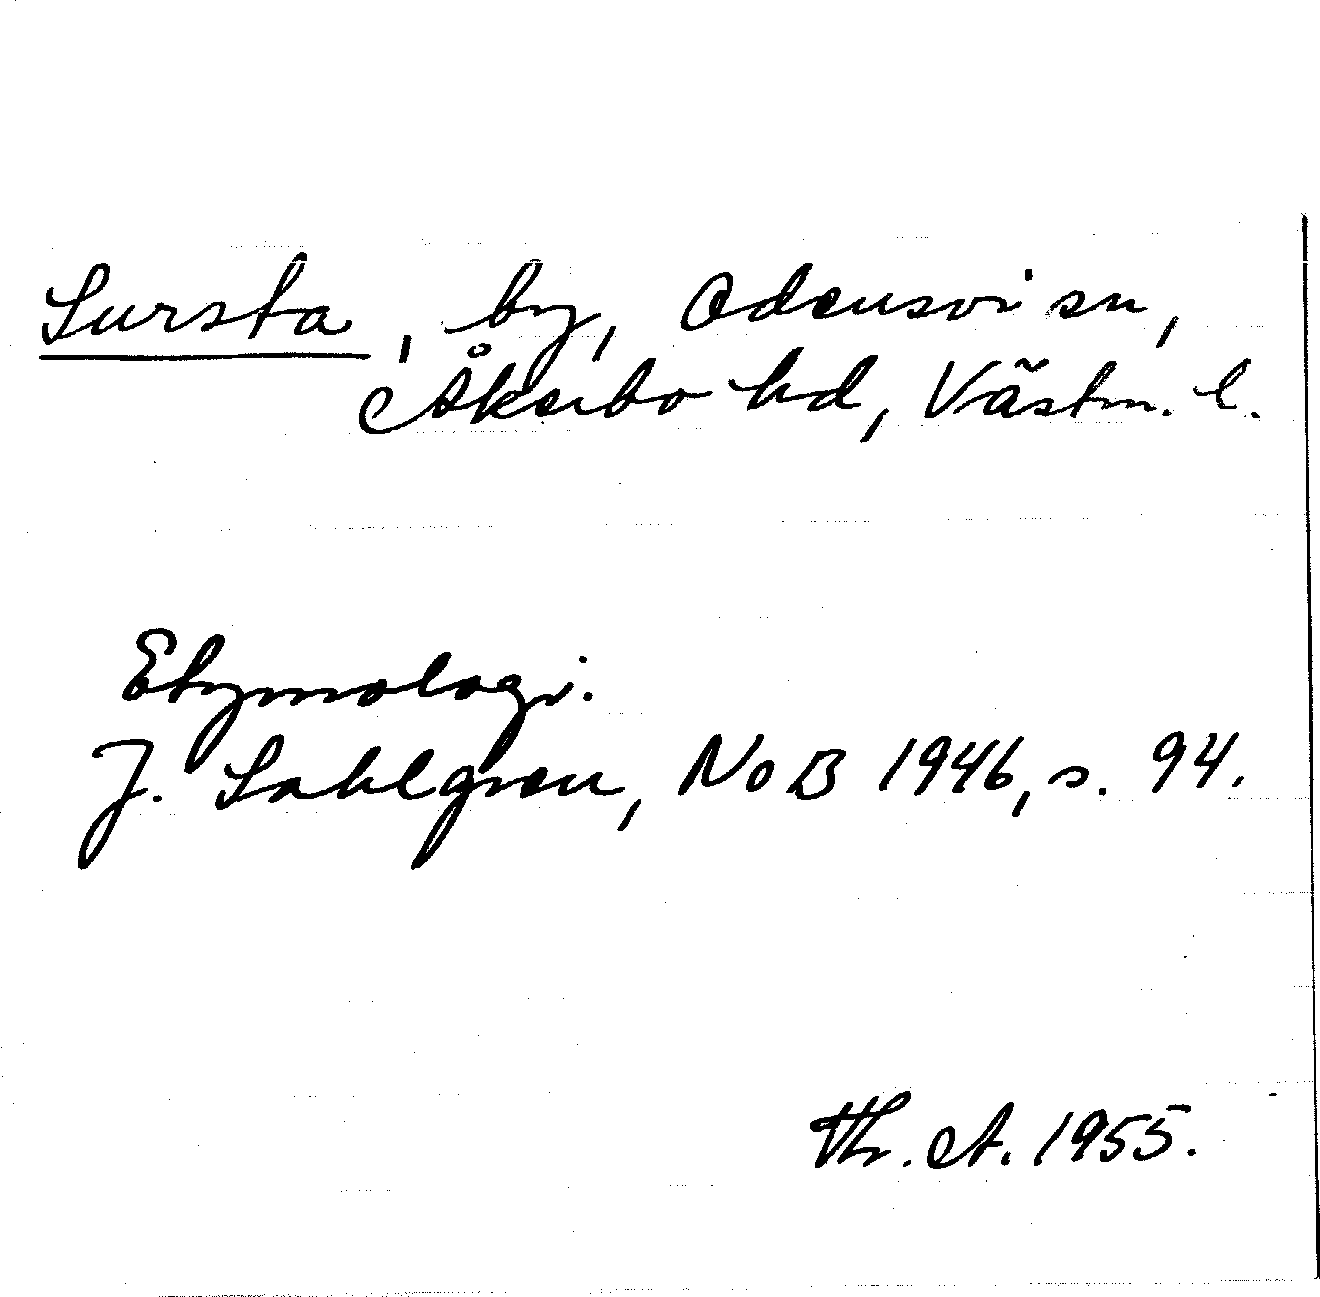 Sursta, by, Odensvi sn,
Åkerbo hd, Västm. l.
Etymologi.
J. Sahlgren, NoB 1946, s. 94.
Th. A. 1955.